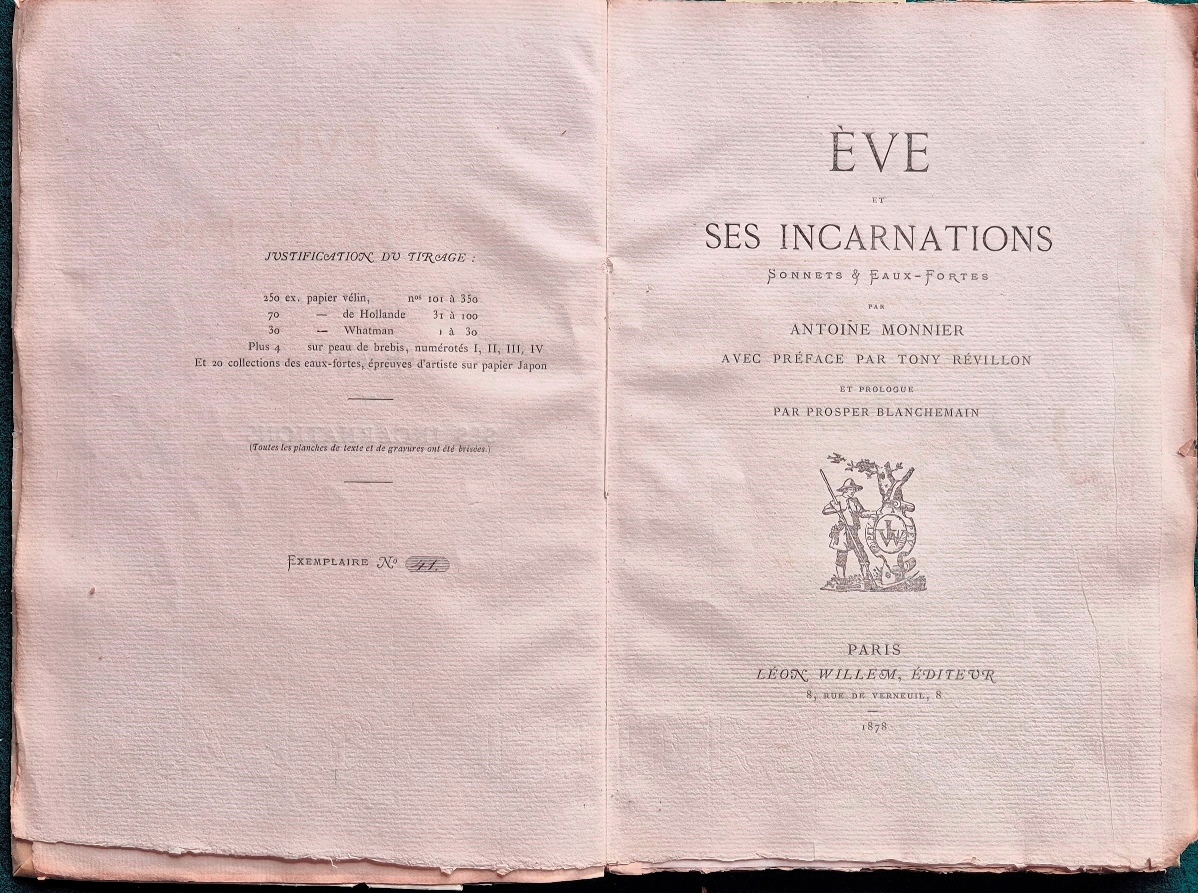 JUSTIFICATION DU TIRAGE :
250 ex. papier vélin, nos 101 à 350
70 — de Hollande 31 à 100
30 — Whatman 1 à 30
Plus 4 sur peau de brebis, numérotés I, II, III, IV
Et 20 collections des eaux-fortes, épreuves d'artiste sur papier Japon
(Toutes les planches de texte et de gravures ont été brisées.)
EXEMPLAIRE No 41.
ÈVE
ET
SES INCARNATIONS
SONNETS & EAUX-FORTES
PAR
ANTOINE MONNIER
AVEC PRÉFACE PAR TONY RÉVILLON
ET PROLOGUE
PAR PROSPER BLANCHEMAIN
PARIS
LÉON WILLEM, ÉDITEUR
8, RUE DE VERNEUIL, 8
1878